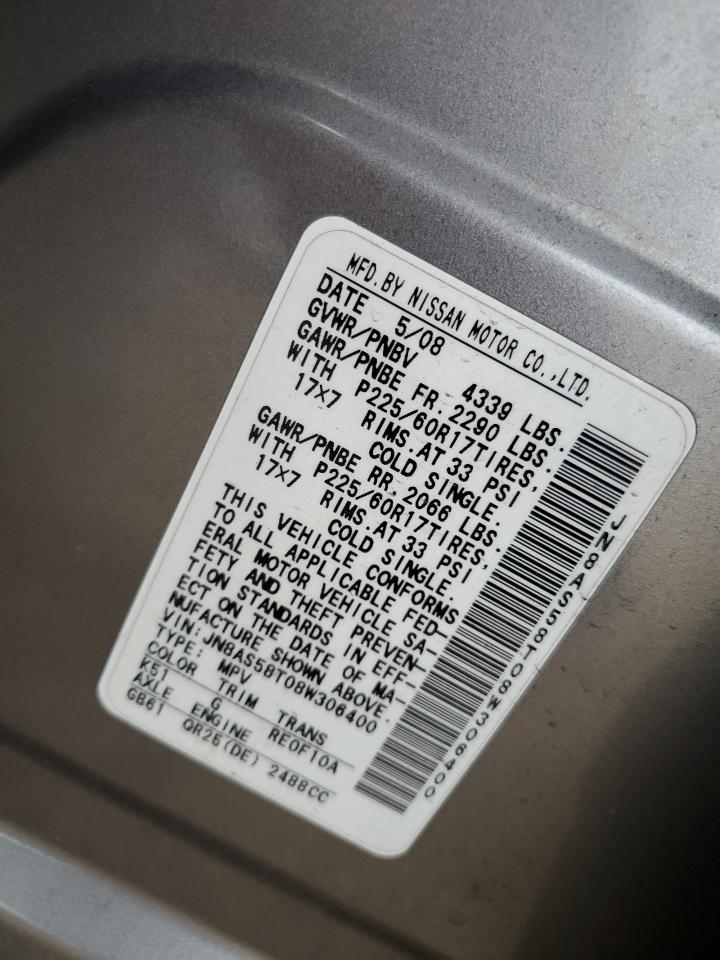 MFD. BY NISSAN MOTOR CO., LTD.
DATE 5/08
GVWR/PNBV 4339 LBS.
GAWR/PNBE FR. 2290 LBS.
WITH P225/60R17TIRES,
17X7 RIMS. AT 33 PSI
COLD SINGLE.
GAWR/PNBE RR. 2066 LBS.
WITH P225/60R17TIRES,
17X7 RIMS. AT 33 PSI
COLD SINGLE.
THIS VEHICLE CONFORMS
TO ALL APPLICABLE FED-
ERAL MOTOR VEHICLE SA-
FETY AND THEFT PREVEN-
TION STANDARDS IN EFF-
ECT ON THE DATE OF MA-
NUFACTURE SHOWN ABOVE.
VIN:JN8AS58T08W306400
TYPE: MPV
COLOR TRIM TRANS
K51 G RE0F10A
AXLE ENGINE
GB61 QR25(DE) 2488CC
JN8AS58T08W306400